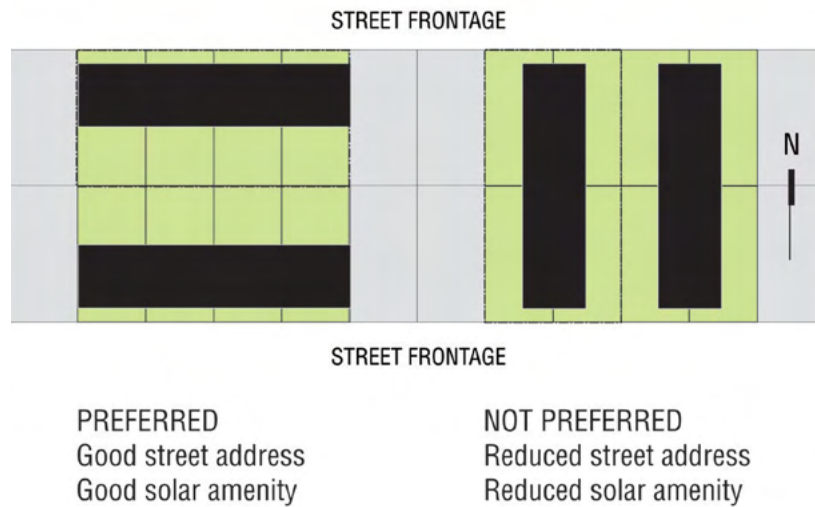 STREET FRONTAGE
N
STREET FRONTAGE
PREFERRED
Good street address
Good solar amenity
NOT PREFERRED
Reduced street address
Reduced solar amenity